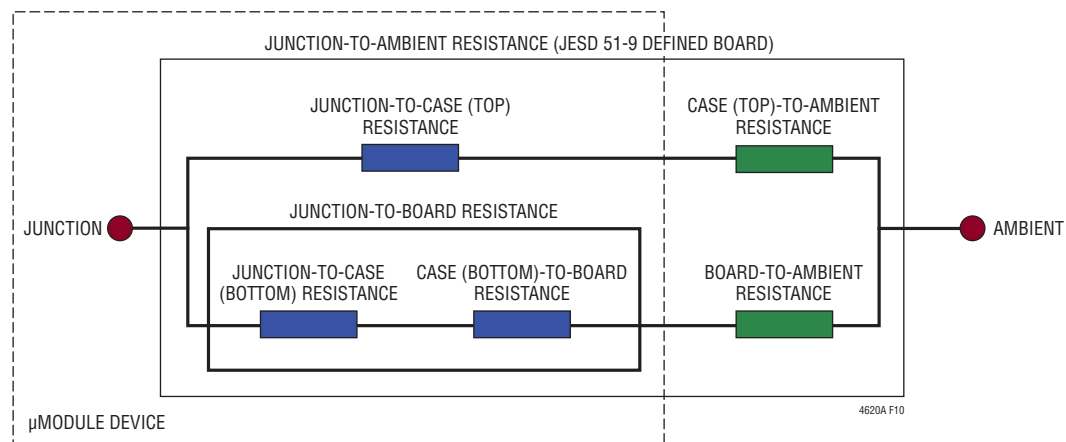 JUNCTION-TO-AMBIENT RESISTANCE (JESD 51-9 DEFINED BOARD)
JUNCTION-TO-CASE (TOP)
RESISTANCE
CASE (TOP)-TO-AMBIENT
RESISTANCE
JUNCTION-TO-BOARD RESISTANCE
JUNCTION
AMBIENT
JUNCTION-TO-CASE
(BOTTOM) RESISTANCE
CASE (BOTTOM)-TO-BOARD
RESISTANCE
BOARD-TO-AMBIENT
RESISTANCE
4620A F10
µMODULE DEVICE